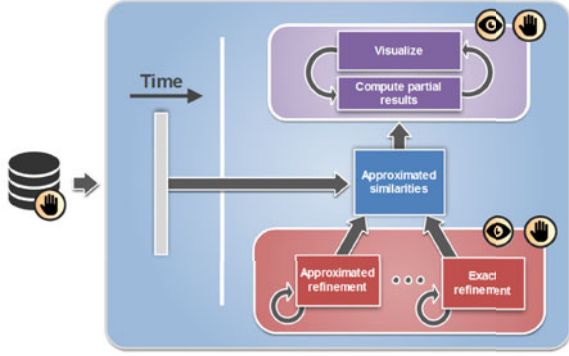 Visualize
Time
Compute partial
results
Approximated
similarities
Approximated
refinement
Exact
refinement